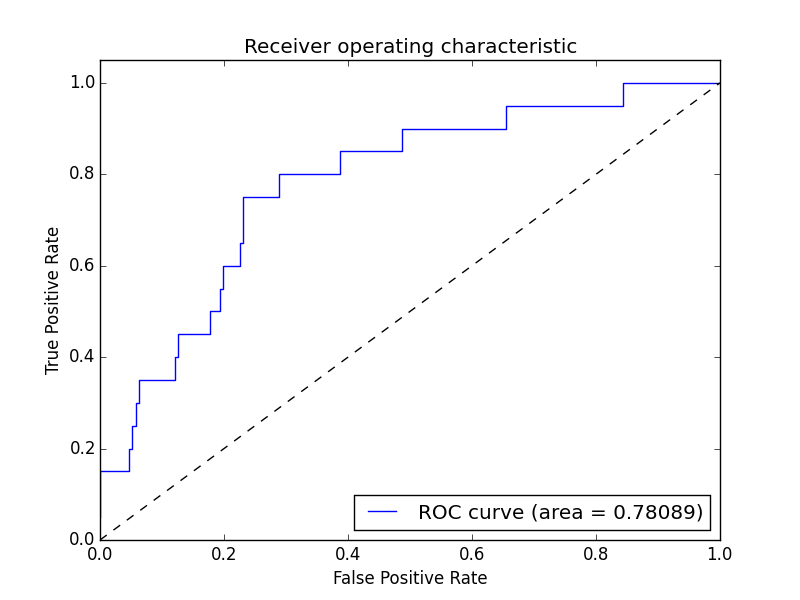 Receiver operating characteristic
1.0
0.8
0.6
0.4
0.2
0.0
True Positive Rate
ROC curve (area = 0.78089)
0.0 0.2 0.4 0.6 0.8 1.0
False Positive Rate